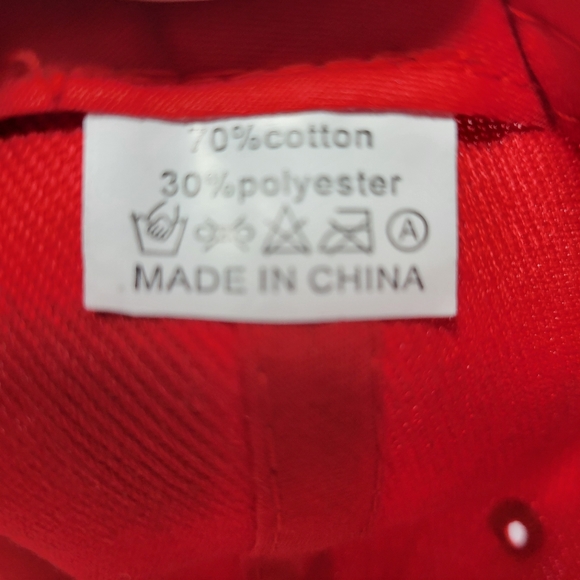 70%cotton
30%polyester
A
MADE IN CHINA